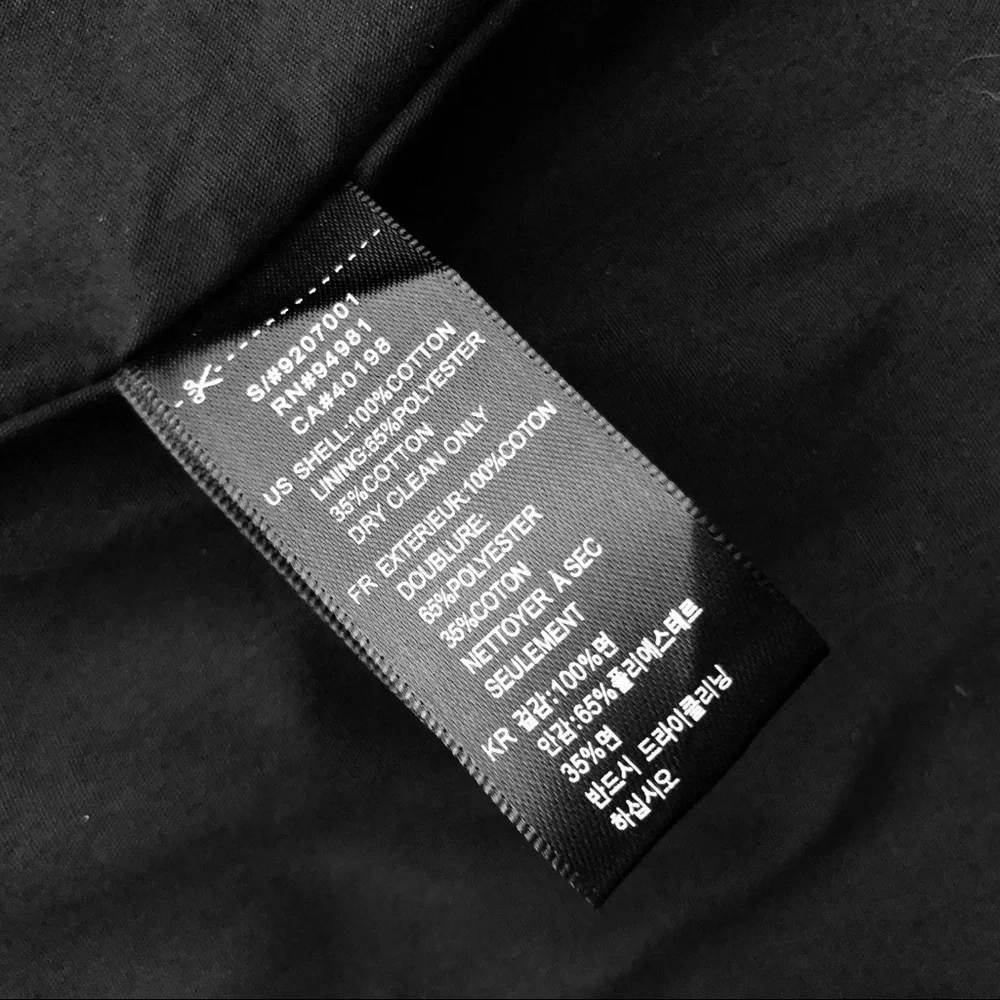 S/#9207001
RN#94981
CA#40198
US SHELL:100%COTTON
LINING:65%POLYESTER
35%COTTON
DRY CLEAN ONLY
FR EXTERIEUR:100%COTON
DOUBLURE:
65%POLYESTER
35%COTON
NETTOYER A SEC
SEULEMENT
KR 겉감:100%면
안감:65%폴리에스테르
35%면
반드시 드라이클리닝
하십시오